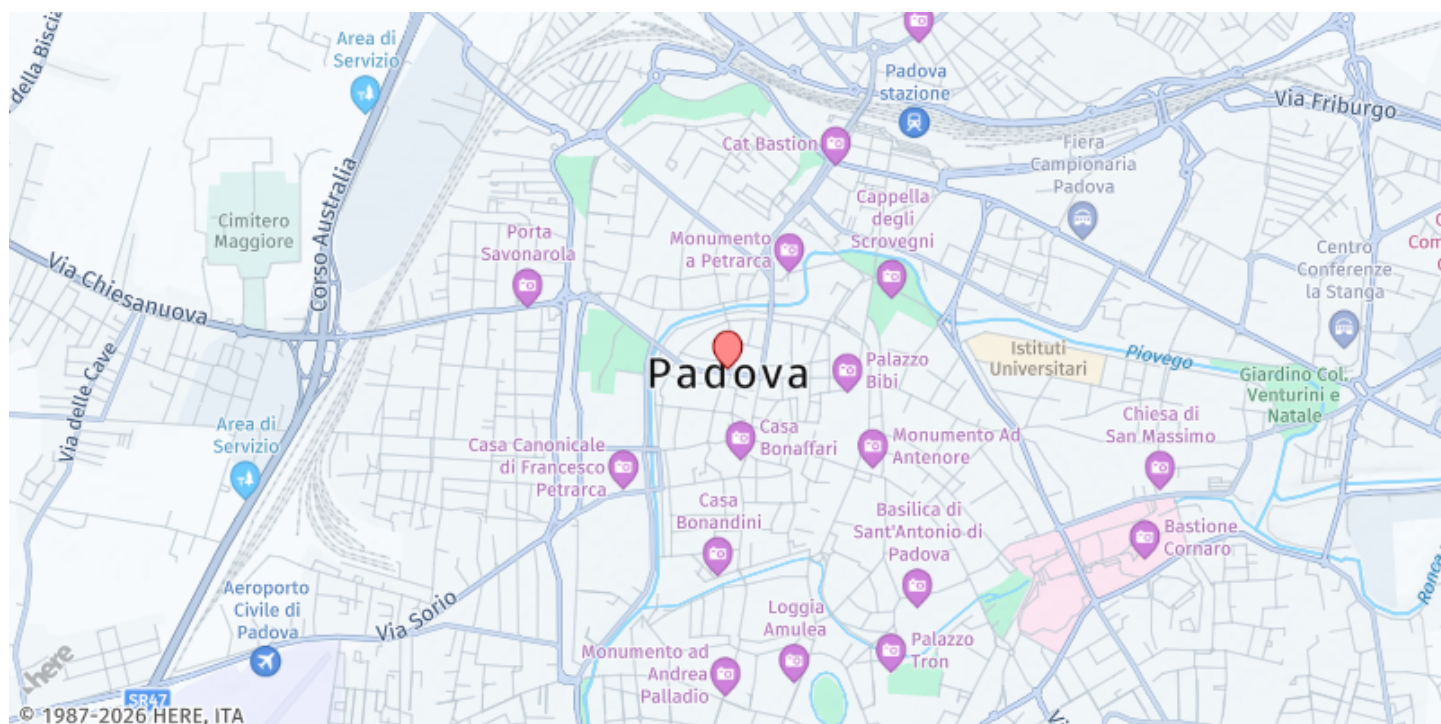 della Biscia
Area di
Servizio
Padova
stazione
Via Friburgo
Cat Bastion
Fiera
Campionaria
Padova
Cimitero
Maggiore
Corso Australia
Porta
Savonarola
Monumento
a Petrarca
Cappella
degli
Scrovegni
Centro
Conferenze
la Stanga
Via Chiesanuova
Padova
Palazzo
Bibi
Istituti
Universitari
Piovego
Giardino Col.
Venturini e
Natale
Via delle Cave
Area di
Servizio
Casa Canonicale
di Francesco
Petrarca
Casa
Bonaffari
Monumento Ad
Antenore
Chiesa di
San Massimo
Casa
Bonandini
Basilica di
Sant'Antonio di
Padova
Bastione
Cornaro
Aeroporto
Civile di
Padova
Via Sorio
Loggia
Amulea
Palazzo
Tron
Monumento ad
Andrea
Palladio
here
SR47
© 1987-2026 HERE, ITA